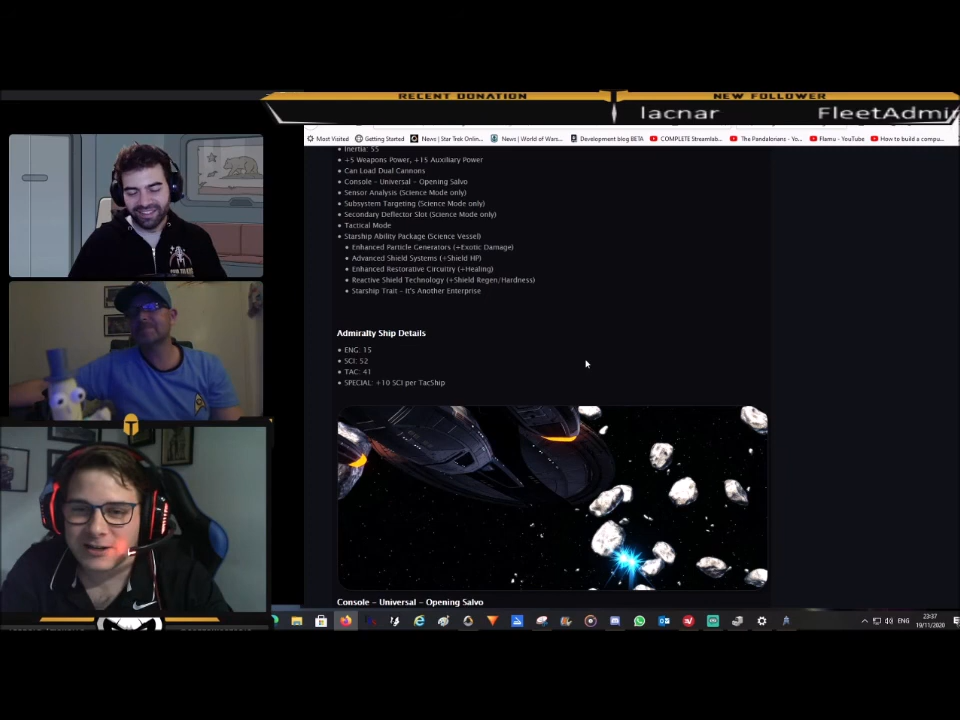 RECENT DONATION
NEW FOLLOWER
lacnar
FleetAdmi
Most Visited
Getting Started
News | Star Trek Onlin...
News | World of Wars...
Development blog BETA
COMPLETE Streamlab...
The Pandalorians - Yo...
Flamu - YouTube
How to build a compu...
Inertia: 55
+5 Weapons Power, +15 Auxiliary Power
Can Load Dual Cannons
Console - Universal - Opening Salvo
Sensor Analysis (Science Mode only)
Subsystem Targeting (Science Mode only)
Secondary Deflector Slot (Science Mode only)
Tactical Mode
Starship Ability Package (Science Vessel)
Enhanced Particle Generators (+Exotic Damage)
Advanced Shield Systems (+Shield HP)
Enhanced Restorative Circuitry (+Healing)
Reactive Shield Technology (+Shield Regen/Hardness)
Starship Trait - It's Another Enterprise
Admiralty Ship Details
ENG: 15
SCI: 52
TAC: 41
SPECIAL: +10 SCI per TacShip
Console – Universal – Opening Salvo
ENG
23:37
19/11/2020